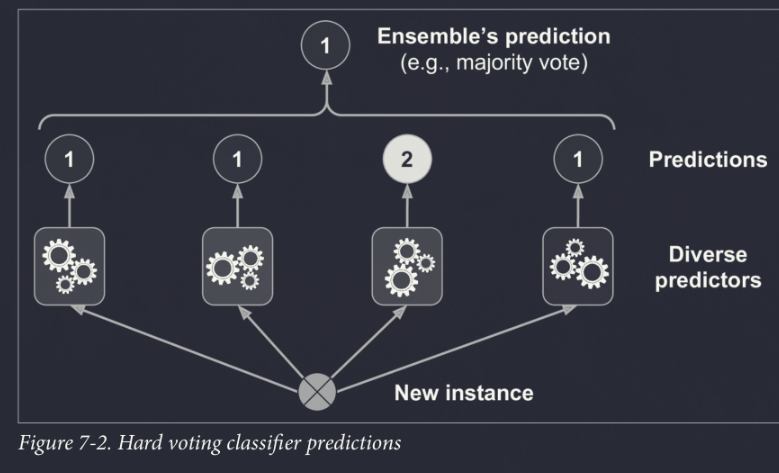 1
Ensemble's prediction
(e.g., majority vote)
1 1 2 1 Predictions
Diverse
predictors
New instance
Figure 7-2. Hard voting classifier predictions